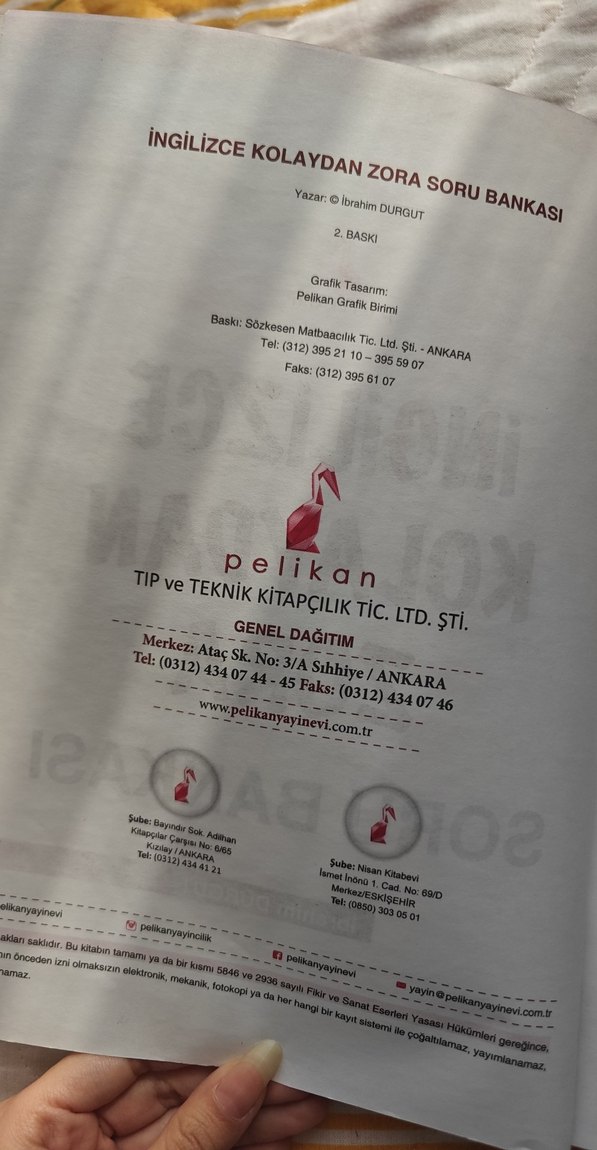 İNGİLİZCE KOLAYDAN ZORA SORU BANKASI
Yazar: © İbrahim DURGUT
2. BASKI
Grafik Tasarım:
Pelikan Grafik Birimi
Baskı: Sözkesen Matbaacılık Tic. Ltd. Şti. - ANKARA
Tel: (312) 395 21 10 – 395 59 07
Faks: (312) 395 61 07
pelikan
TIP ve TEKNİK KİTAPÇILIK TİC. LTD. ŞTİ.
GENEL DAĞITIM
Merkez: Ataç Sk. No: 3/A Sıhhiye / ANKARA
Tel: (0312) 434 07 44 - 45 Faks: (0312) 434 07 46
www.pelikanyayinevi.com.tr
Şube: Bayındır Sok. Adilhan
Kitapçılar Çarşısı No: 6/65
Kızılay / ANKARA
Tel: (0312) 434 41 21
Şube: Nisan Kitabevi
İsmet İnönü 1. Cad. No: 69/D
Merkez/ESKİŞEHİR
Tel: (0850) 303 05 01
elikanyayinevi
pelikanyayincilik
pelikanyayinevi
yayin@pelikanyayinevi.com.tr
akları saklıdır. Bu kitabın tamamı ya da bir kısmı 5846 ve 2936 sayılı Fikir ve Sanat Eserleri Yasası Hükümleri gereğince,
nın önceden izni olmaksızın elektronik, mekanik, fotokopi ya da her hangi bir kayıt sistemi ile çoğaltılamaz, yayımlanamaz,
namaz.